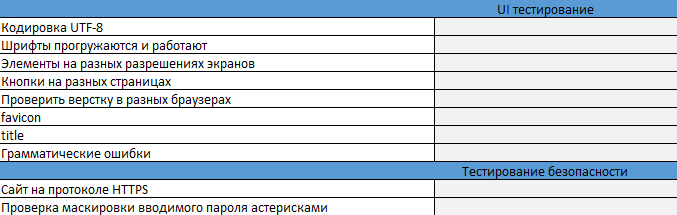 UI тестирование
Кодировка UTF-8
Шрифты прогружаются и работают
Элементы на разных разрешениях экранов
Кнопки на разных страницах
Проверить верстку в разных браузерах
favicon
title
Грамматические ошибки
Тестирование безопасности
Сайт на протоколе HTTPS
Проверка маскировки вводимого пароля астерисками